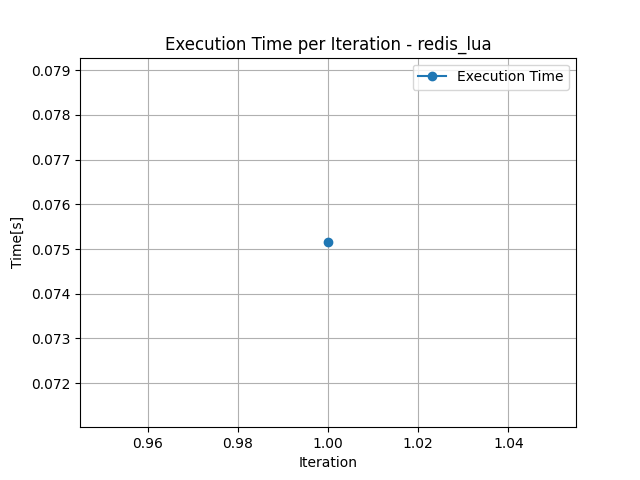 Execution Time per Iteration - redis_lua
Execution Time
0.079
0.078
0.077
0.076
0.075
0.074
0.073
0.072
Time[s]
0.96 0.98 1.00 1.02 1.04
Iteration